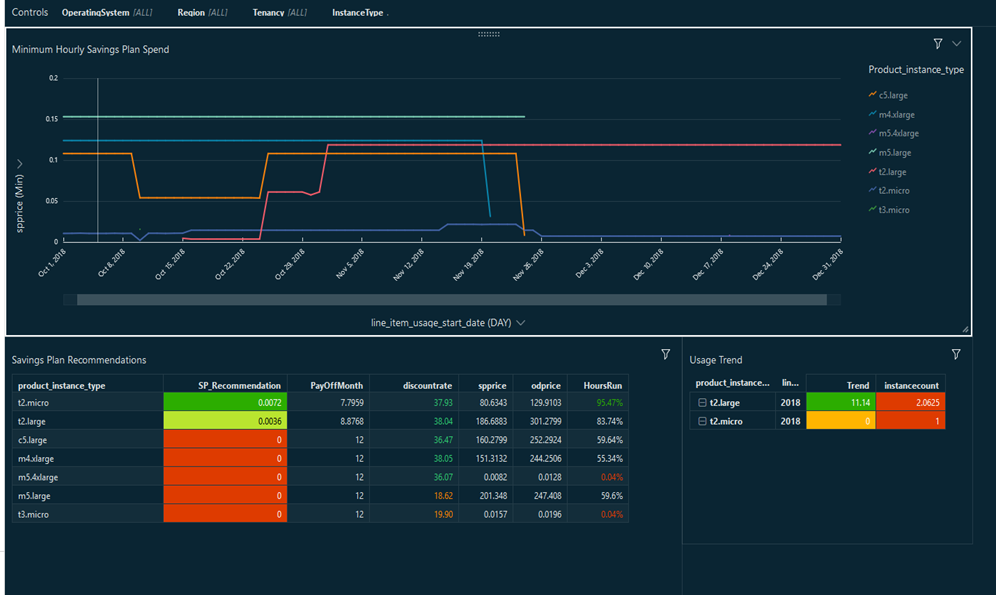 Controls OperatingSystem [ALL] Region [ALL] Tenancy [ALL] InstanceType
Minimum Hourly Savings Plan Spend
Product_instance_type
c5.large
m4.xlarge
m5.4xlarge
m5.large
t2.large
t2.micro
t3.micro
spprice (Min)
0.2
0.15
0.1
0.05
0
Oct 1, 2018 Oct 8, 2018 Oct 15, 2018 Oct 22, 2018 Oct 29, 2018 Nov 5, 2018 Nov 12, 2018 Nov 19, 2018 Nov 26, 2018 Dec 3, 2018 Dec 10, 2018 Dec 17, 2018 Dec 24, 2018 Dec 31, 2018
line_item_usage_start_date (DAY)
Savings Plan Recommendations
product_instance_type SP_Recommendation PayOffMonth discountrate spprice odprice HoursRun
t2.micro 0.0072 7.7959 37.93 80.6343 129.9103 95.47%
t2.large 0.0036 8.8768 38.04 186.6883 301.2799 83.74%
c5.large 0 12 36.47 160.2799 252.2924 59.64%
m4.xlarge 0 12 38.05 151.3132 244.2506 55.34%
m5.4xlarge 0 12 36.07 0.0082 0.0128 0.04%
m5.large 0 12 18.62 201.348 247.408 59.6%
t3.micro 0 12 19.90 0.0157 0.0196 0.04%
Usage Trend
product_instance... lin... Trend instancecount
t2.large 2018 11.14 2.0625
t2.micro 2018 0 1